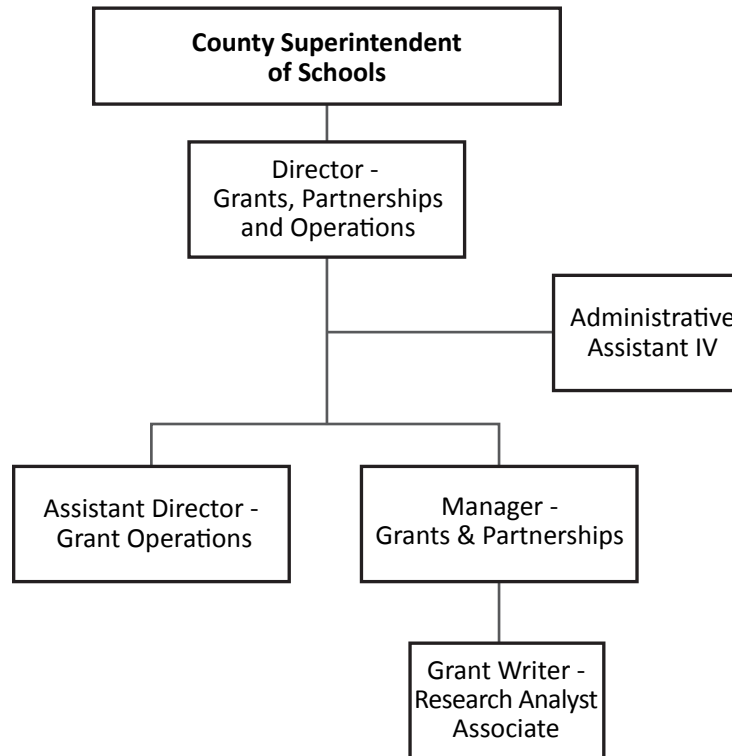 County Superintendent
of Schools
Director -
Grants, Partnerships
and Operations
Administrative
Assistant IV
Assistant Director -
Grant Operations
Manager -
Grants & Partnerships
Grant Writer -
Research Analyst
Associate